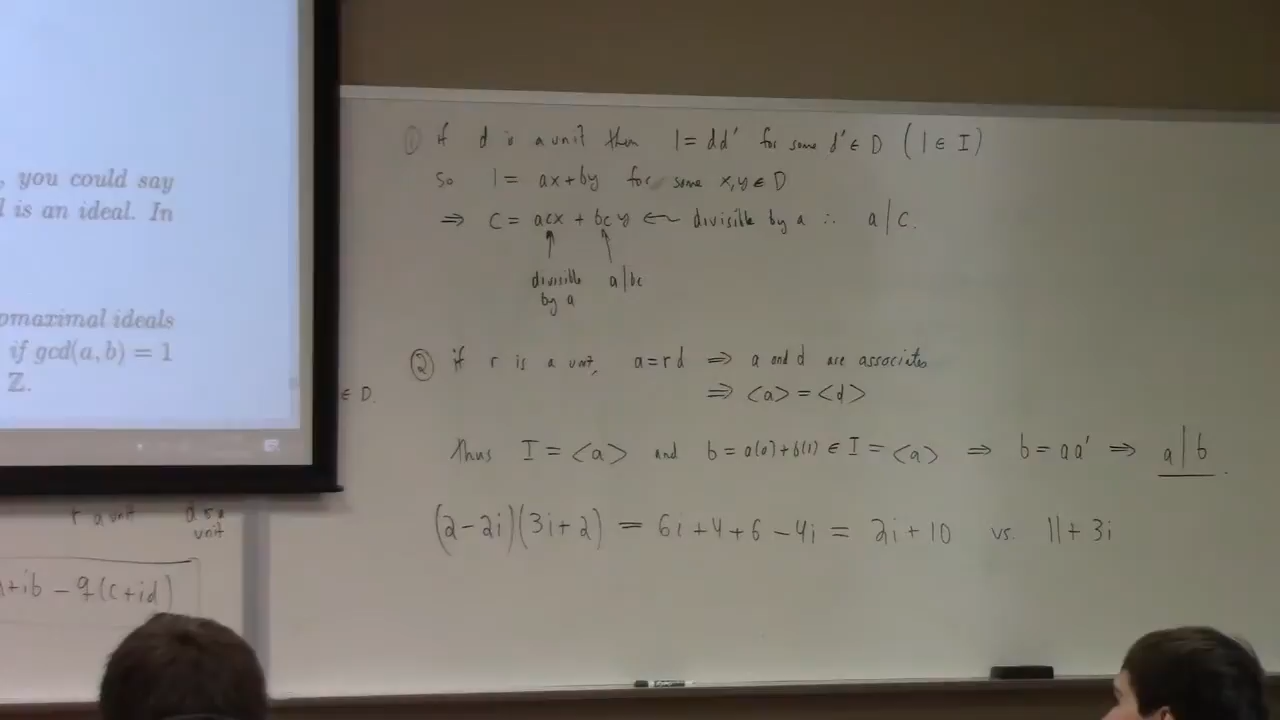 , you could say
d is an ideal. In
omaximal ideals
if gcd(a, b) = 1
ℤ.
∈ D.
r a unit
d is a
unit
+ib − q(c+id)
① if d is a unit then 1 = dd' for some d' ∈ D (1 ∈ I)
so 1 = ax+by for some x,y ∈ D
⇒ c = acx + bcy ← divisible by a ∴ a|c.
divisible a|bc
by a
② if r is a unit, a = rd ⇒ a and d are associates
⇒ <a> = <d>
thus I = <a> and b = a(0)+b(1) ∈ I = <a> ⇒ b = aa' ⇒ a|b.
(2−2i)(3i+2) = 6i+4+6−4i = 2i+10 vs. 11+3i